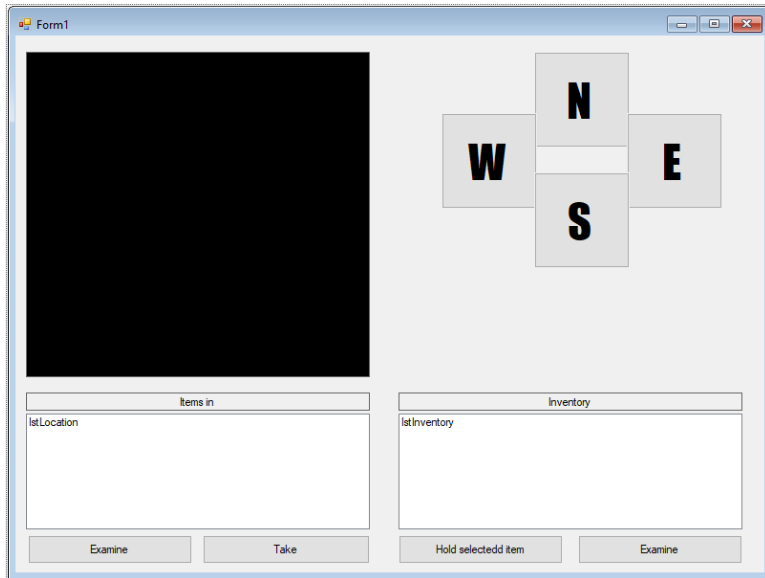 Form1
N
W
E
S
Items in
Inventory
lstLocation
lstInventory
Examine
Take
Hold selectedd item
Examine